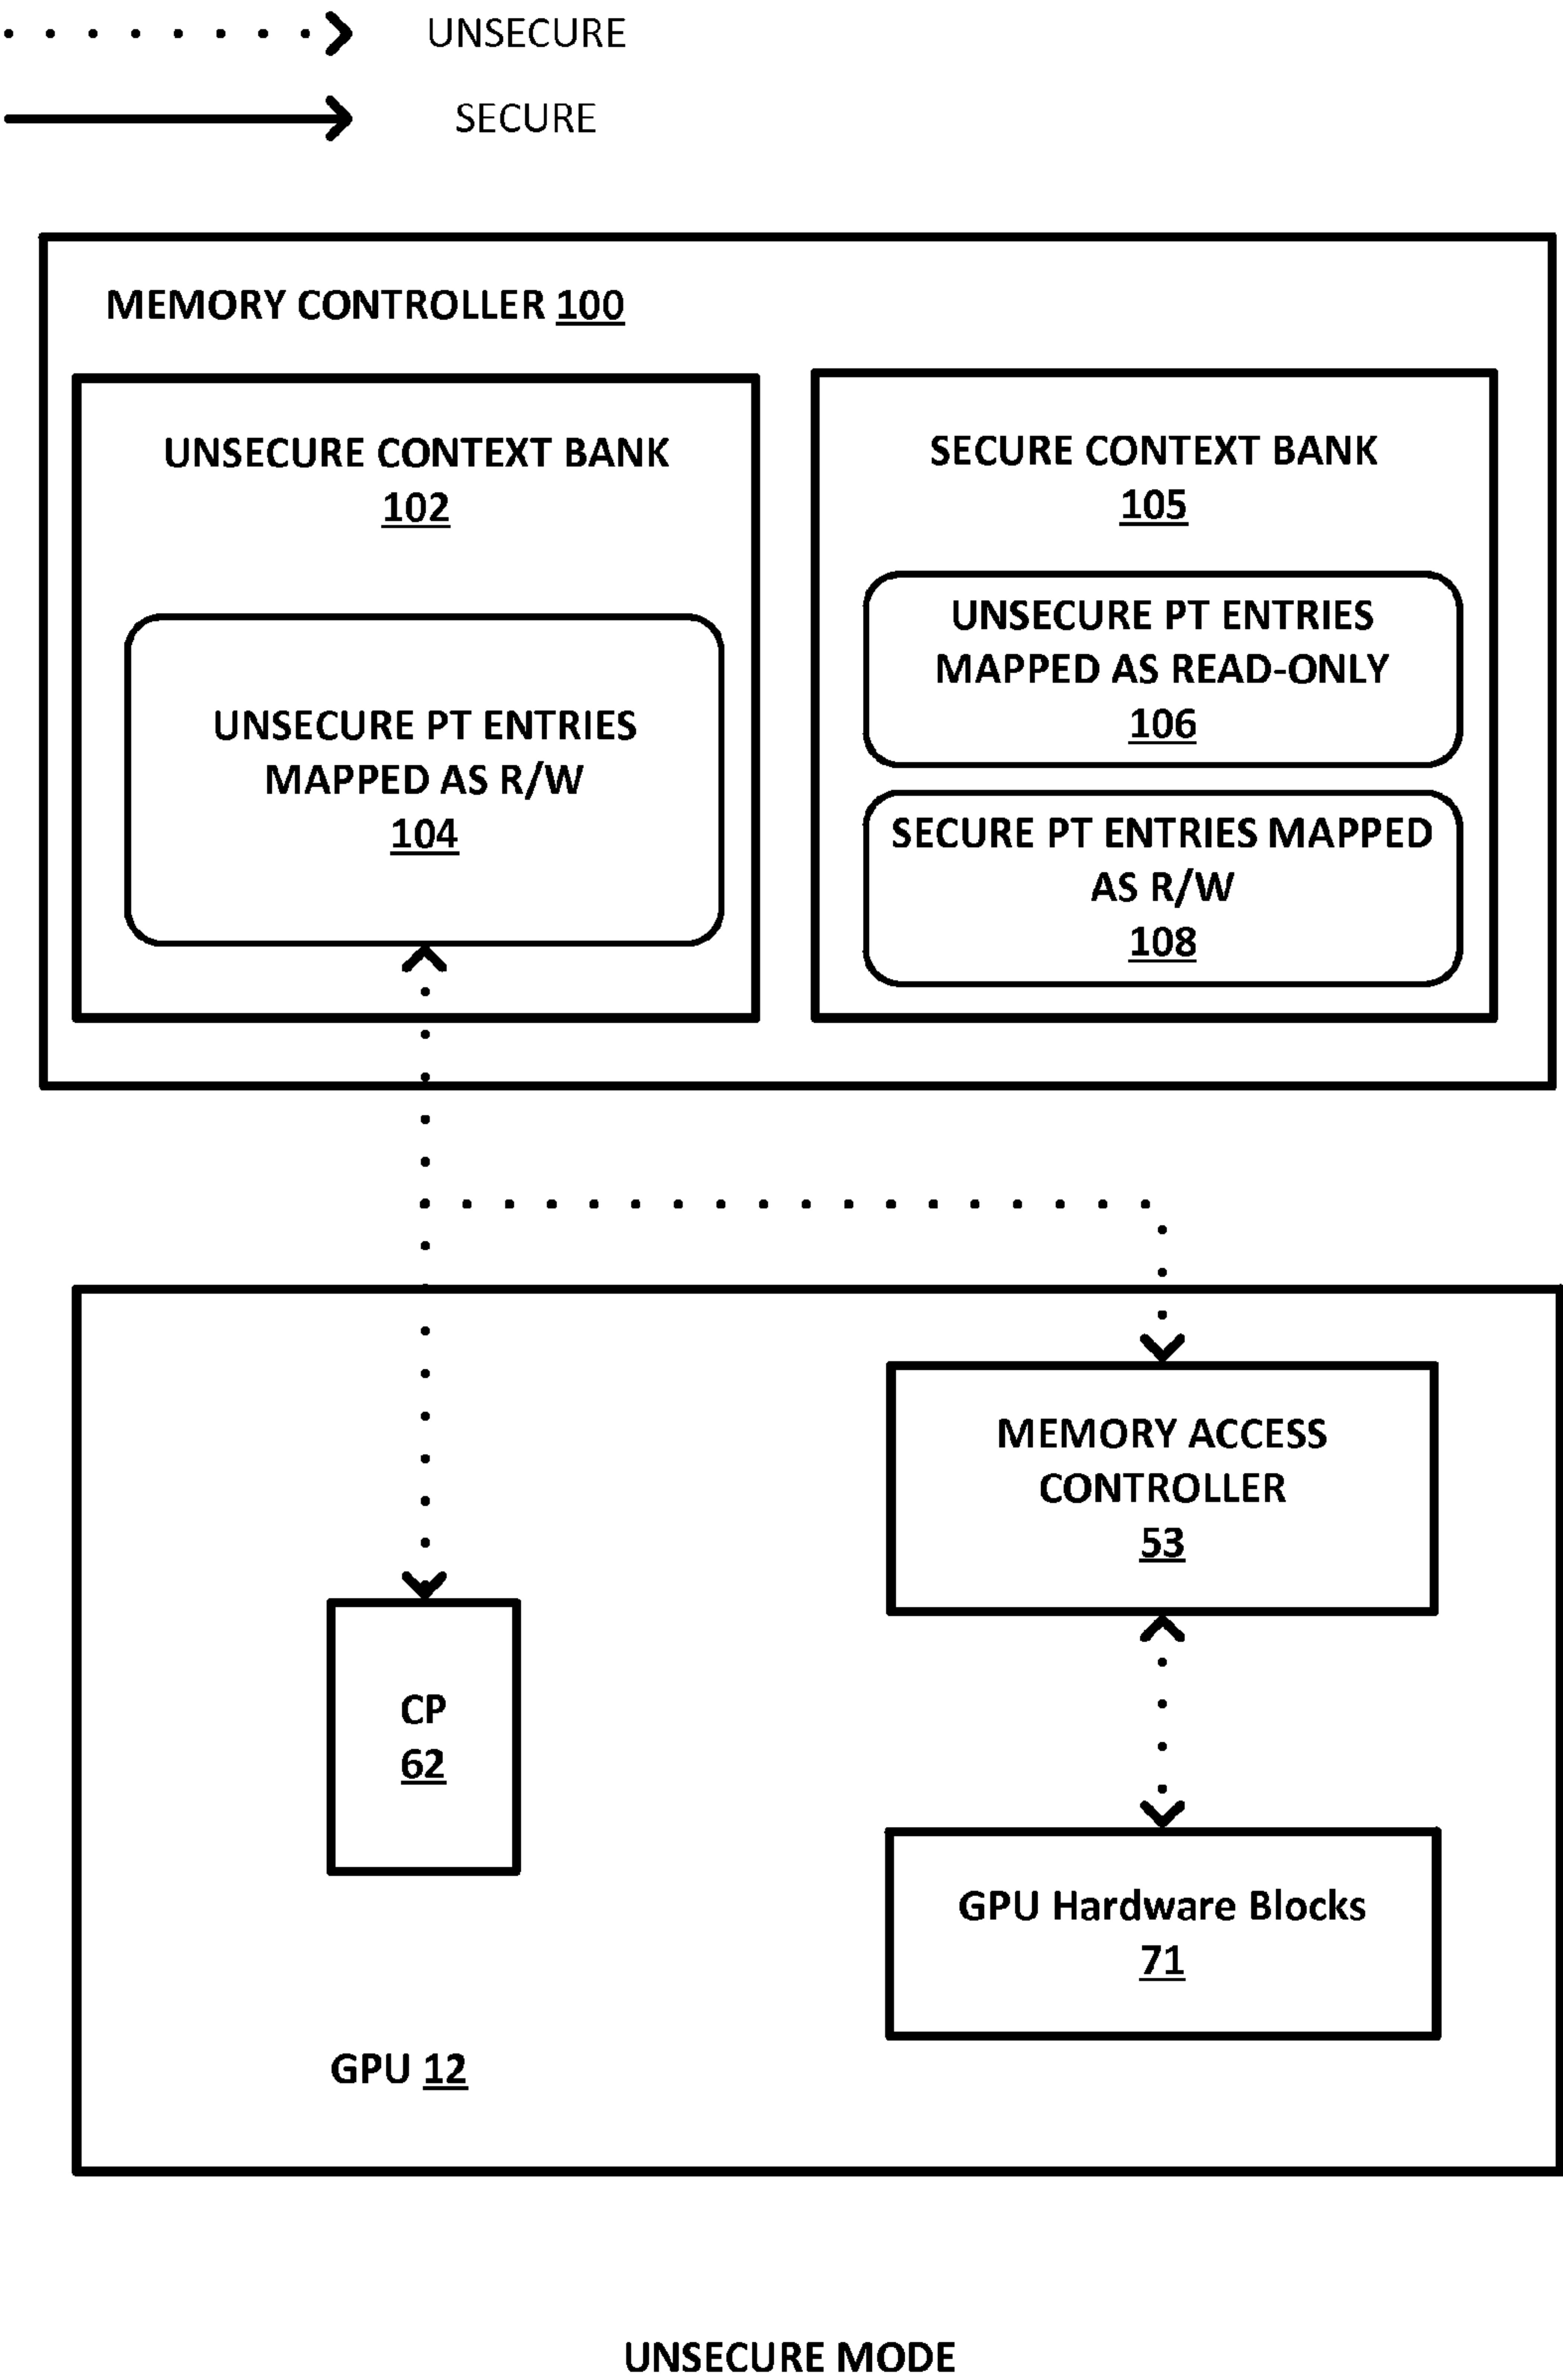 UNSECURE
SECURE
MEMORY CONTROLLER 100
UNSECURE CONTEXT BANK
102
UNSECURE PT ENTRIES
MAPPED AS R/W
104
SECURE CONTEXT BANK
105
UNSECURE PT ENTRIES
MAPPED AS READ-ONLY
106
SECURE PT ENTRIES MAPPED
AS R/W
108
MEMORY ACCESS
CONTROLLER
53
CP
62
GPU Hardware Blocks
71
GPU 12
UNSECURE MODE